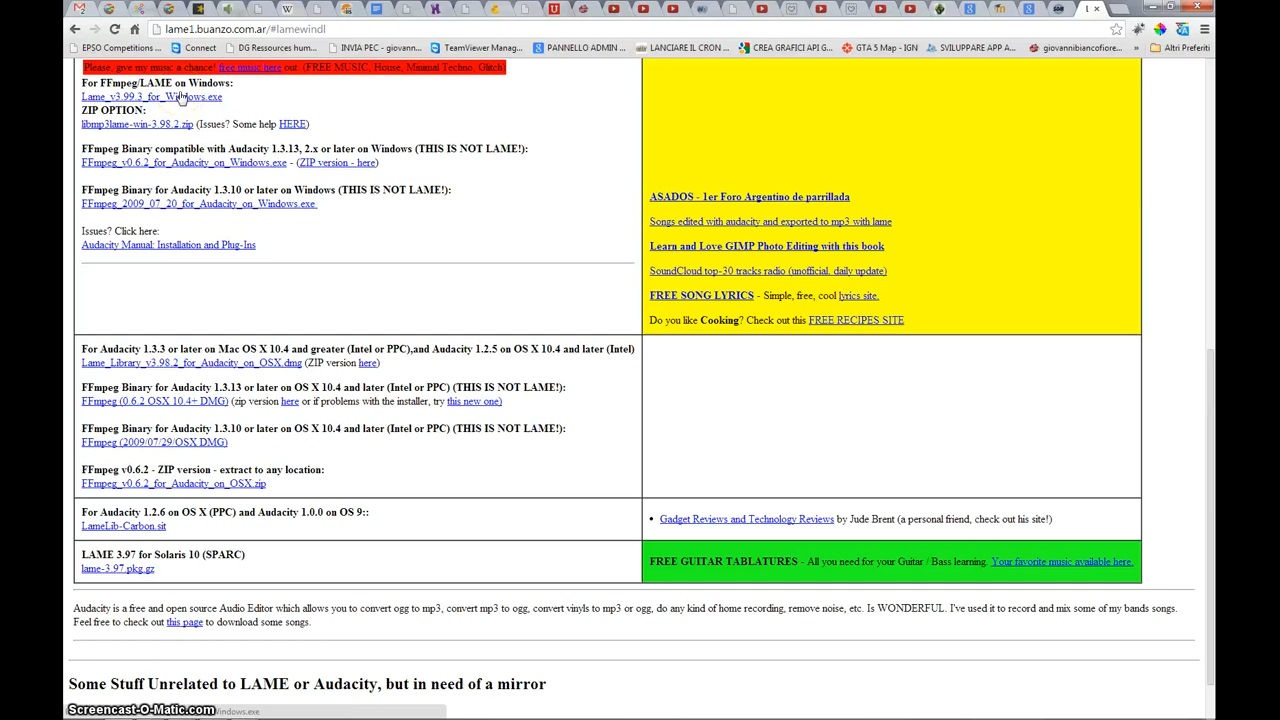 lame1.buanzo.com.ar/#lamewindl
EPSO Competitions ...
Connect
DG Ressources hum...
INVIA PEC - giovann...
TeamViewer Manag...
PANNELLO ADMIN ...
LANCIARE IL CRON ...
CREA GRAFICI API G...
GTA 5 Map - IGN
SVILUPPARE APP A...
giovannibiancofiore...
»
Altri Preferiti
Please, give my music a chance! free music here out. (FREE MUSIC, House, Minimal Techno, Glitch)
For FFmpeg/LAME on Windows:
Lame_v3.99.3_for_Windows.exe
ZIP OPTION:
libmp3lame-win-3.98.2.zip (Issues? Some help HERE)
FFmpeg Binary compatible with Audacity 1.3.13, 2.x or later on Windows (THIS IS NOT LAME!):
FFmpeg_v0.6.2_for_Audacity_on_Windows.exe - (ZIP version - here)
FFmpeg Binary for Audacity 1.3.10 or later on Windows (THIS IS NOT LAME!):
FFmpeg_2009_07_20_for_Audacity_on_Windows.exe
Issues? Click here:
Audacity Manual: Installation and Plug-Ins
ASADOS - 1er Foro Argentino de parrillada
Songs edited with audacity and exported to mp3 with lame
Learn and Love GIMP Photo Editing with this book
SoundCloud top-30 tracks radio (unofficial, daily update)
FREE SONG LYRICS - Simple, free, cool lyrics site.
Do you like Cooking? Check out this FREE RECIPES SITE
For Audacity 1.3.3 or later on Mac OS X 10.4 and greater (Intel or PPC),and Audacity 1.2.5 on OS X 10.4 and later (Intel)
Lame_Library_v3.98.2_for_Audacity_on_OSX.dmg (ZIP version here)
FFmpeg Binary for Audacity 1.3.13 or later on OS X 10.4 and later (Intel or PPC) (THIS IS NOT LAME!):
FFmpeg (0.6.2 OSX 10.4+ DMG) (zip version here or if problems with the installer, try this new one)
FFmpeg Binary for Audacity 1.3.10 or later on OS X 10.4 and later (Intel or PPC) (THIS IS NOT LAME!):
FFmpeg (2009/07/29/OSX DMG)
FFmpeg v0.6.2 - ZIP version - extract to any location:
FFmpeg_v0.6.2_for_Audacity_on_OSX.zip
For Audacity 1.2.6 on OS X (PPC) and Audacity 1.0.0 on OS 9::
LameLib-Carbon.sit
• Gadget Reviews and Technology Reviews by Jude Brent (a personal friend, check out his site!)
LAME 3.97 for Solaris 10 (SPARC)
lame-3.97.pkg.gz
FREE GUITAR TABLATURES - All you need for your Guitar / Bass learning. Your favorite music available here.
Audacity is a free and open source Audio Editor which allows you to convert ogg to mp3, convert mp3 to ogg, convert vinyls to mp3 or ogg, do any kind of home recording, remove noise, etc. Is WONDERFUL. I've used it to record and mix some of my bands songs.
Feel free to check out this page to download some songs.
Some Stuff Unrelated to LAME or Audacity, but in need of a mirror
Screencast-O-Matic.com